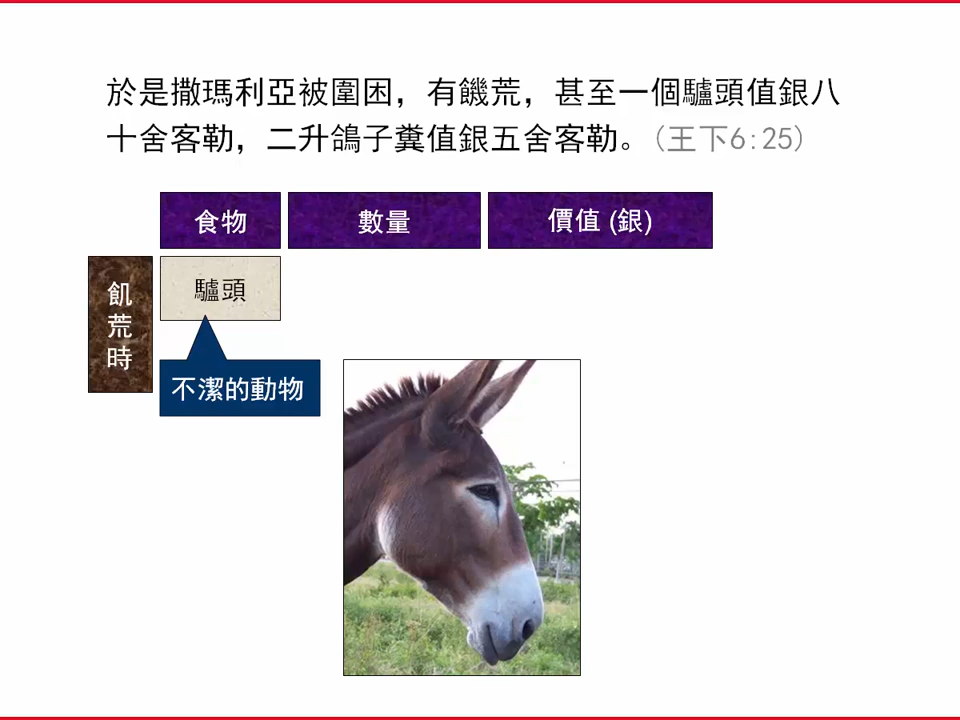 於是撒瑪利亞被圍困，有饑荒，甚至一個驢頭值銀八
十舍客勒，二升鴿子糞值銀五舍客勒。(王下6:25)
食物
數量
價值 (銀)
飢荒時
驢頭
不潔的動物